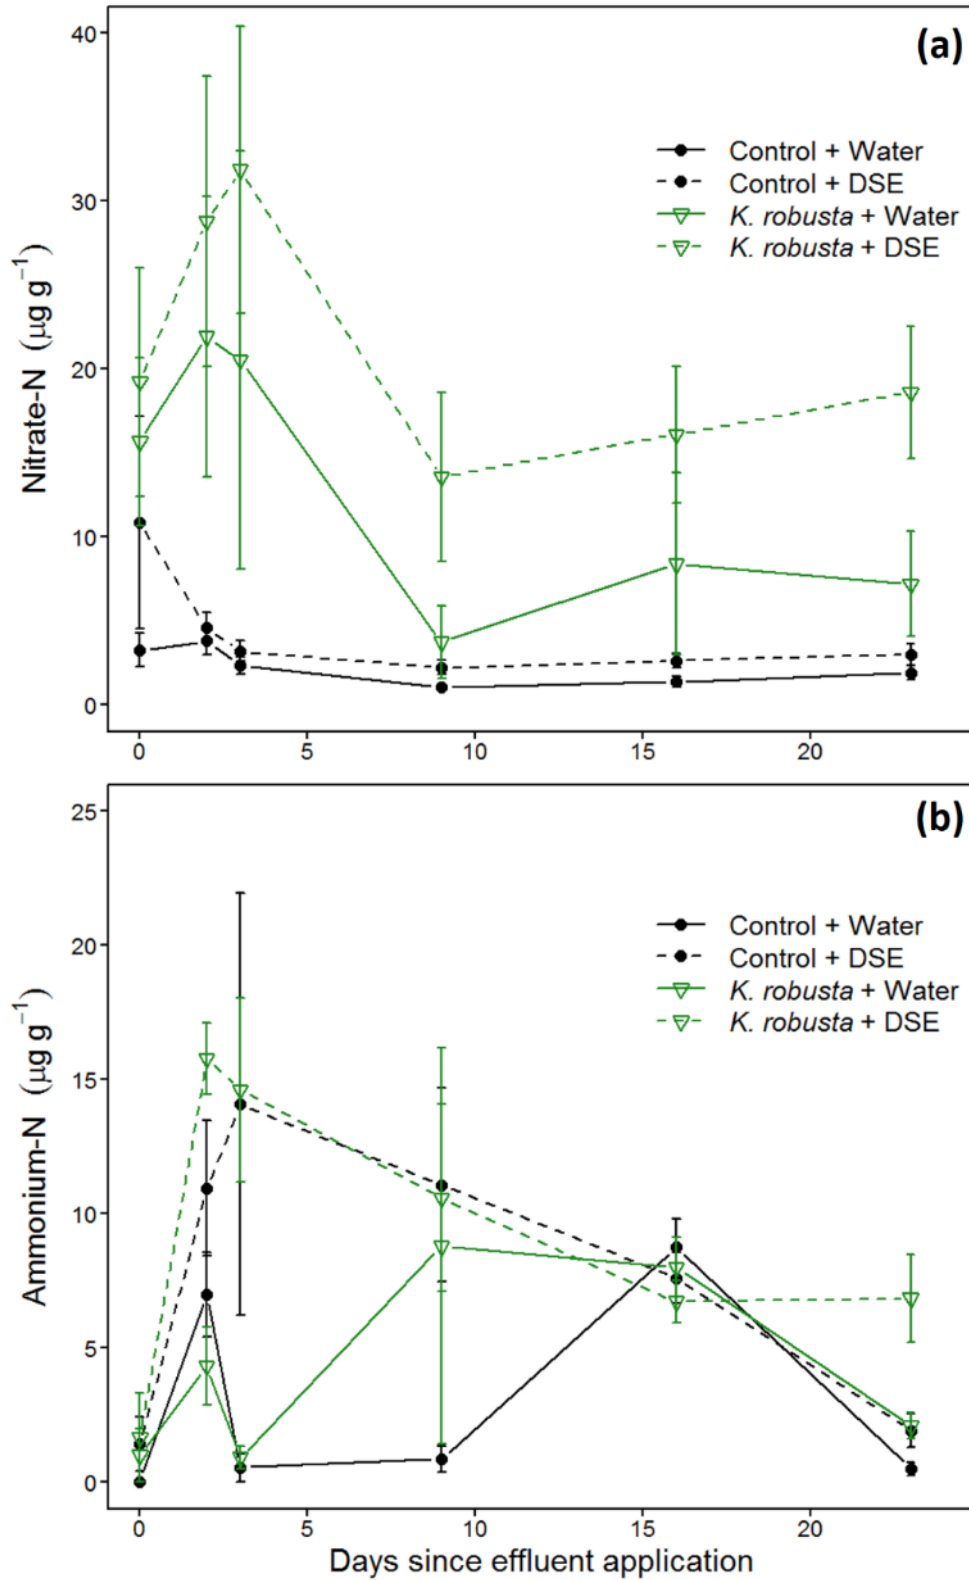 (a)
40
30
20
10
0
Nitrate-N (μg g⁻¹)
Control + Water
Control + DSE
K. robusta + Water
K. robusta + DSE
0 5 10 15 20
(b)
25
20
15
10
5
0
Ammonium-N (μg g⁻¹)
Control + Water
Control + DSE
K. robusta + Water
K. robusta + DSE
0 5 10 15 20
Days since effluent application